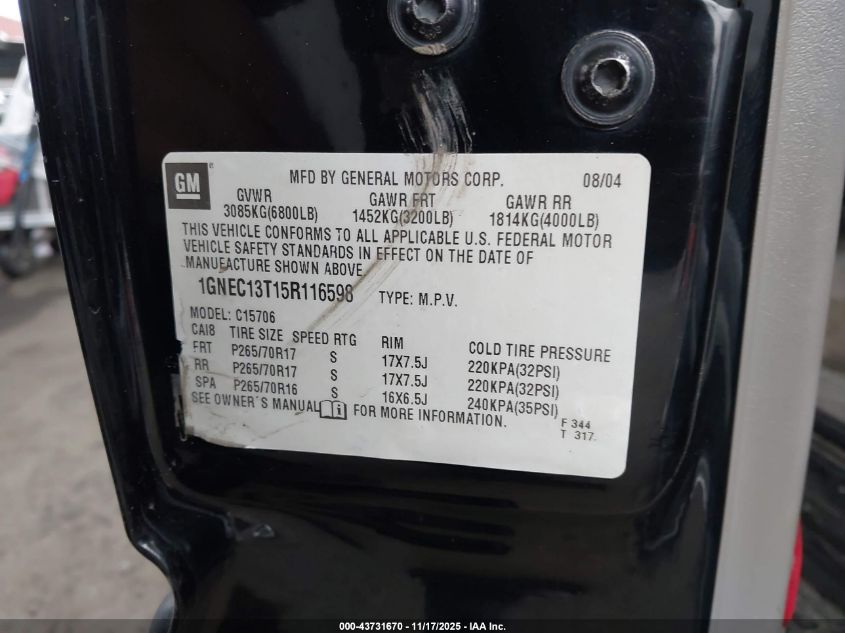 GM
MFD BY GENERAL MOTORS CORP. 08/04
GVWR GAWR FRT GAWR RR
3085KG(6800LB) 1452KG(3200LB) 1814KG(4000LB)
THIS VEHICLE CONFORMS TO ALL APPLICABLE U.S. FEDERAL MOTOR
VEHICLE SAFETY STANDARDS IN EFFECT ON THE DATE OF
MANUFACTURE SHOWN ABOVE.
1GNEC13T15R116598 TYPE: M.P.V.
MODEL: C15706
CAI8 TIRE SIZE SPEED RTG RIM COLD TIRE PRESSURE
FRT P265/70R17 S 17X7.5J 220KPA(32PSI)
RR P265/70R17 S 17X7.5J 220KPA(32PSI)
SPA P265/70R16 S 16X6.5J 240KPA(35PSI)
SEE OWNER'S MANUAL FOR MORE INFORMATION.
F 344
T 317
000-43731670 — 11/17/2025 — IAA Inc.